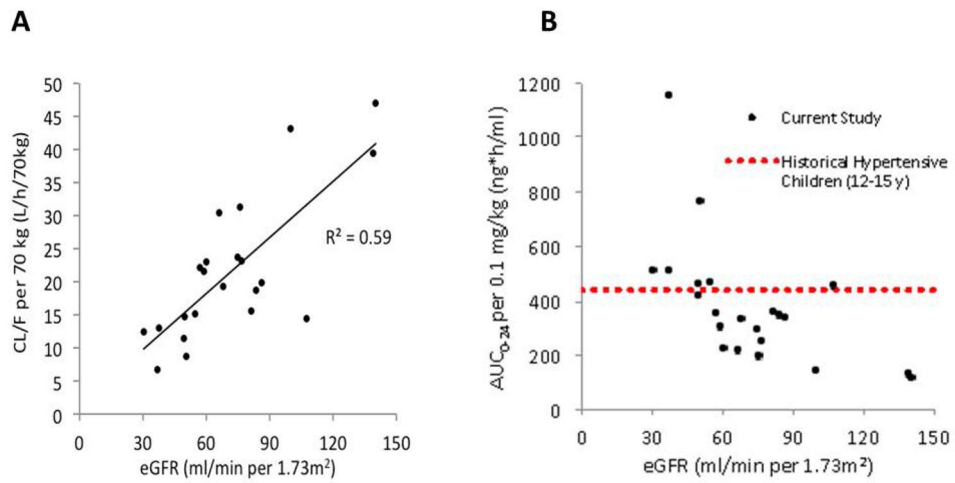 A
CL/F per 70 kg (L/h/70kg)
50
45
40
35
30
25
20
15
10
5
0
R² = 0.59
0 30 60 90 120 150
eGFR (ml/min per 1.73m²)
B
AUC0-24 per 0.1 mg/kg (ng*h/ml)
1200
1000
800
600
400
200
0
Current Study
Historical Hypertensive
Children (12-15 y)
0 30 60 90 120 150
eGFR (ml/min per 1.73m²)